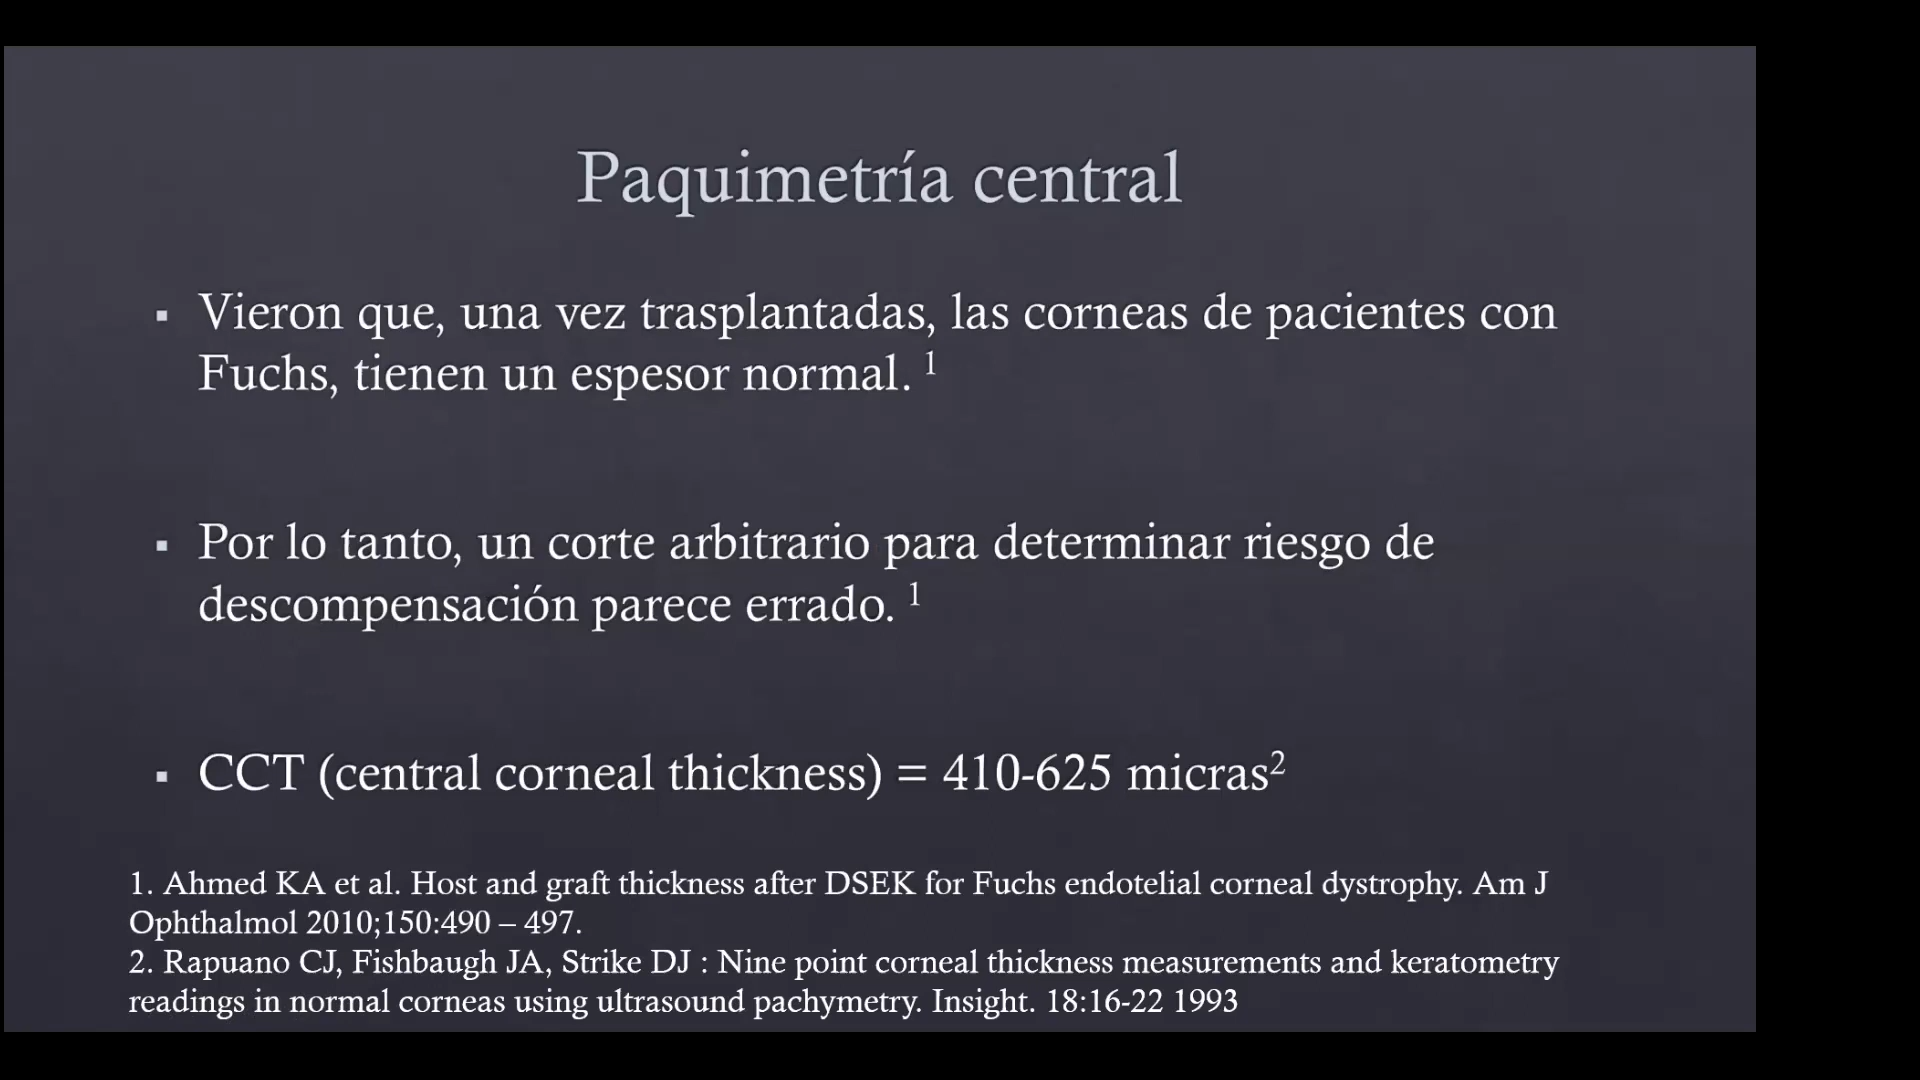 Paquimetría central
▪ Vieron que, una vez trasplantadas, las corneas de pacientes con
Fuchs, tienen un espesor normal. ¹
▪ Por lo tanto, un corte arbitrario para determinar riesgo de
descompensación parece errado. ¹
▪ CCT (central corneal thickness) = 410-625 micras²
1. Ahmed KA et al. Host and graft thickness after DSEK for Fuchs endotelial corneal dystrophy. Am J
Ophthalmol 2010;150:490 – 497.
2. Rapuano CJ, Fishbaugh JA, Strike DJ : Nine point corneal thickness measurements and keratometry
readings in normal corneas using ultrasound pachymetry. Insight. 18:16-22 1993